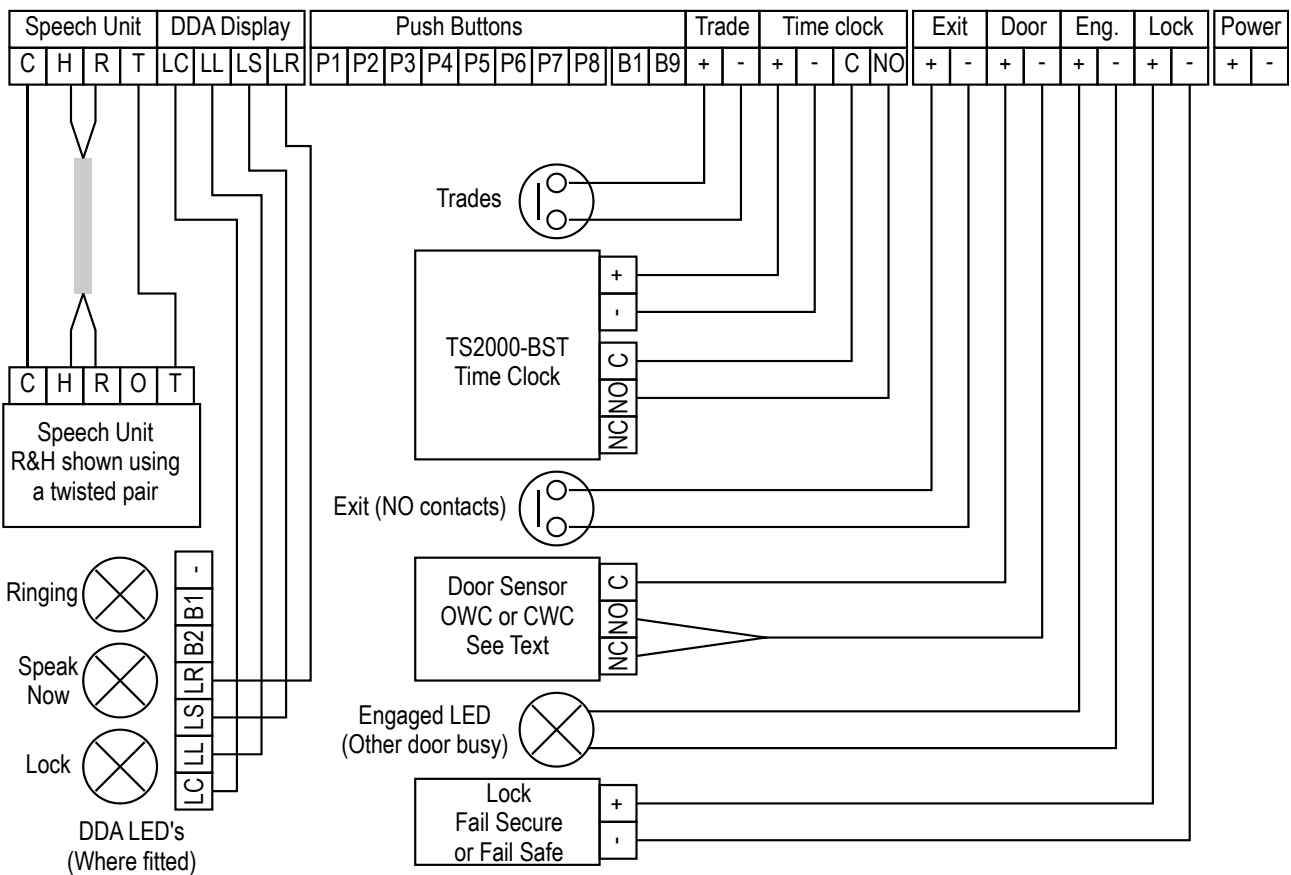 Speech Unit DDA Display Push Buttons Trade Time clock Exit Door Eng. Lock Power
C H R T LC LL LS LR P1 P2 P3 P4 P5 P6 P7 P8 B1 B9 + - + - C NO + - + - + - + - + -
Trades
TS2000-BST
Time Clock
+
-
C
NO
NC
C H R O T
Speech Unit
R&H shown using
a twisted pair
Exit (NO contacts)
Door Sensor
OWC or CWC
See Text
C
NO
NC
Ringing
Speak
Now
Lock
-
B1
B2
LR
LS
LL
LC
DDA LED's
(Where fitted)
Engaged LED
(Other door busy)
Lock
Fail Secure
or Fail Safe
+
-